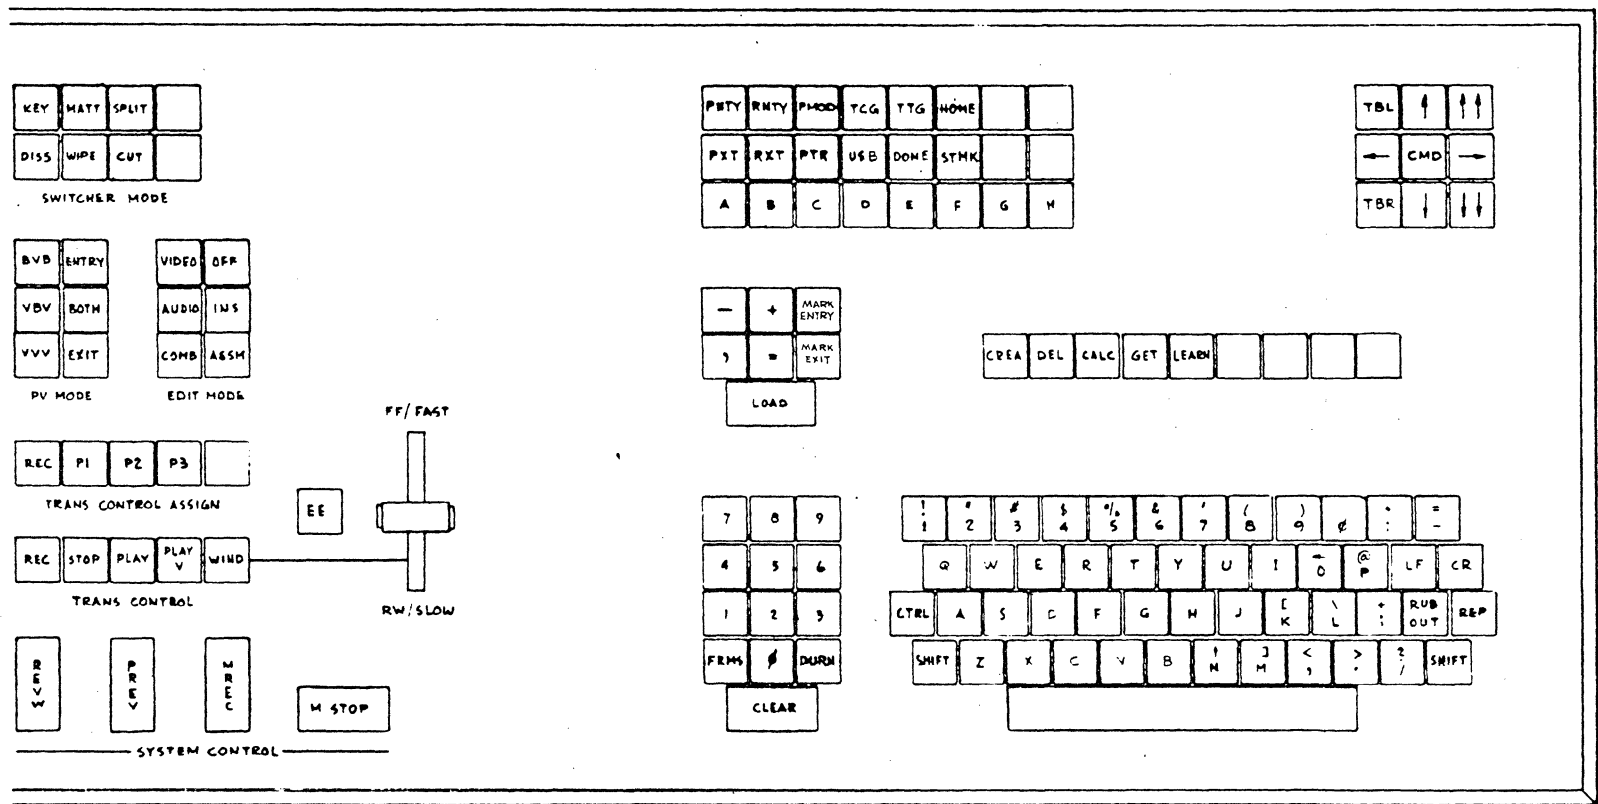 KEY MATT SPLIT
DISS WIPE CUT
SWITCHER MODE
BVB ENTRY
VBV BOTH
VVV EXIT
PV MODE
VIDEO OFF
AUDIO INS
COMB ASSM
EDIT MODE
REC P1 P2 P3
TRANS CONTROL ASSIGN
REC STOP PLAY PLAY V WIND
TRANS CONTROL
EE
FF/FAST
RW/SLOW
REVW
PREV
MREC
M STOP
SYSTEM CONTROL
PNTY RNTY PMOD TCG TTG HOME
PXT RXT PTR USB DONE STMK
A B C D E F G H
- + MARK ENTRY
, = MARK EXIT
LOAD
7 8 9
4 5 6
1 2 3
FRMS Ø DURN
CLEAR
TBL ↑ ↑↑
← CMD →
TBR ↓ ↓↓
CREA DEL CALC GET LEARN
! " # $ % & ' ( ) * =
1 2 3 4 5 6 7 8 9 Ø : -
Q W E R T Y U I ← O @ P LF CR
CTRL A S D F G H J [ K \ L + ; RUB OUT REP
SHIFT Z X C V B ↑ N ] M < , > . ? / SHIFT